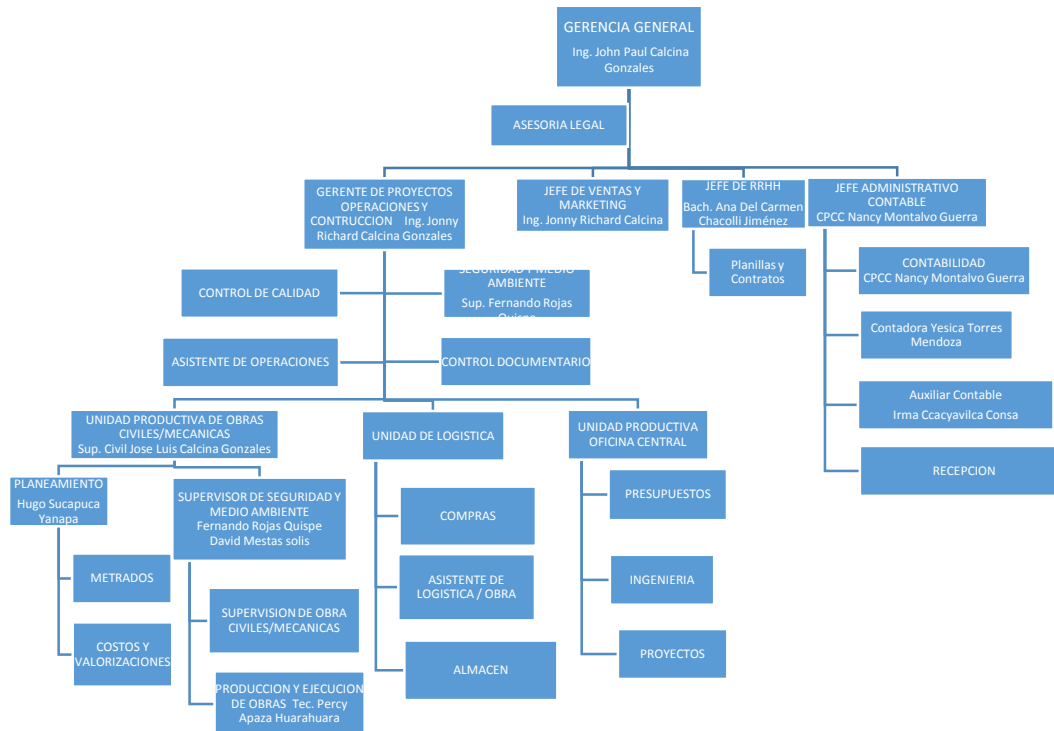 GERENCIA GENERAL
Ing. John Paul Calcina
Gonzales
ASESORIA LEGAL
GERENTE DE PROYECTOS
OPERACIONES Y
CONTRUCCION Ing. Jonny
Richard Calcina Gonzales
JEFE DE VENTAS Y
MARKETING
Ing. Jonny Richard Calcina
JEFE DE RRHH
Bach. Ana Del Carmen
Chacolli Jiménez
JEFE ADMINISTRATIVO
CONTABLE
CPCC Nancy Montalvo Guerra
Planillas y
Contratos
CONTABILIDAD
CPCC Nancy Montalvo Guerra
CONTROL DE CALIDAD
SEGURIDAD Y MEDIO
AMBIENTE
Sup. Fernando Rojas
Quispe
Contadora Yesica Torres
Mendoza
ASISTENTE DE OPERACIONES
CONTROL DOCUMENTARIO
Auxiliar Contable
Irma Ccacyavilca Consa
UNIDAD PRODUCTIVA DE OBRAS
CIVILES/MECANICAS
Sup. Civil Jose Luis Calcina Gonzales
UNIDAD DE LOGISTICA
UNIDAD PRODUCTIVA
OFICINA CENTRAL
RECEPCION
PLANEAMIENTO
Hugo Sucapuca
Yanapa
SUPERVISOR DE SEGURIDAD Y
MEDIO AMBIENTE
Fernando Rojas Quispe
David Mestas solis
COMPRAS
PRESUPUESTOS
METRADOS
ASISTENTE DE
LOGISTICA / OBRA
INGENIERIA
SUPERVISION DE OBRA
CIVILES/MECANICAS
COSTOS Y
VALORIZACIONES
ALMACEN
PROYECTOS
PRODUCCION Y EJECUCION
DE OBRAS Tec. Percy
Apaza Huarahuara